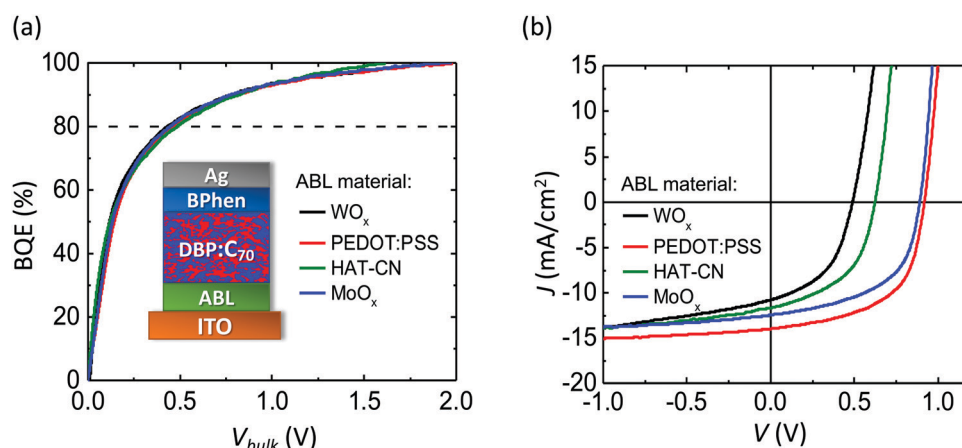 (a)
BQE (%)
100
80
60
40
20
0
0.0 0.5 1.0 1.5 2.0
V_bulk (V)
Ag
BPhen
DBP:C₇₀
ABL
ITO
ABL material:
WOₓ
PEDOT:PSS
HAT-CN
MoOₓ
(b)
J (mA/cm²)
15
10
5
0
-5
-10
-15
-20
-1.0 -0.5 0.0 0.5 1.0
V (V)
ABL material:
WOₓ
PEDOT:PSS
HAT-CN
MoOₓ